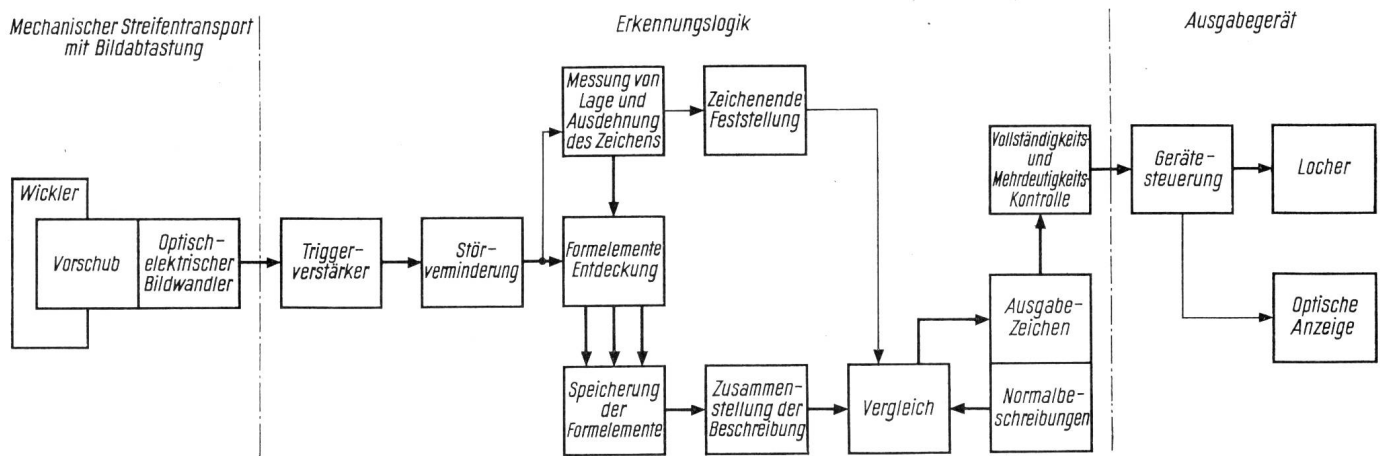 Mechanischer Streifentransport
mit Bildabtastung
Erkennungslogik
Ausgabegerät
Wickler
Vorschub
Optisch-
elektrischer
Bildwandler
Trigger-
verstärker
Stör-
verminderung
Messung von
Lage und
Ausdehnung
des Zeichens
Zeichenende
Feststellung
Formelemente
Entdeckung
Speicherung
der
Formelemente
Zusammen-
stellung der
Beschreibung
Vergleich
Ausgabe-
Zeichen
Normalbe-
schreibungen
Vollständigkeits-
und
Mehrdeutigkeits-
Kontrolle
Geräte-
steuerung
Locher
Optische
Anzeige